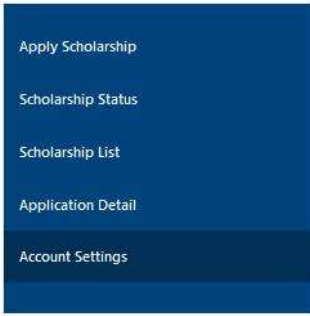 Apply Scholarship
Scholarship Status
Scholarship List
Application Detail
Account Settings